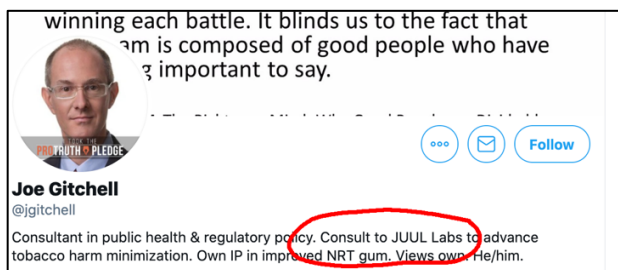 winning each battle. It blinds us to the fact that
am is composed of good people who have
g important to say.
PROTRUTH PLEDGE
Follow
Joe Gitchell
@jgitchell
Consultant in public health & regulatory policy. Consult to JUUL Labs to advance
tobacco harm minimization. Own IP in improved NRT gum. Views own. He/him.